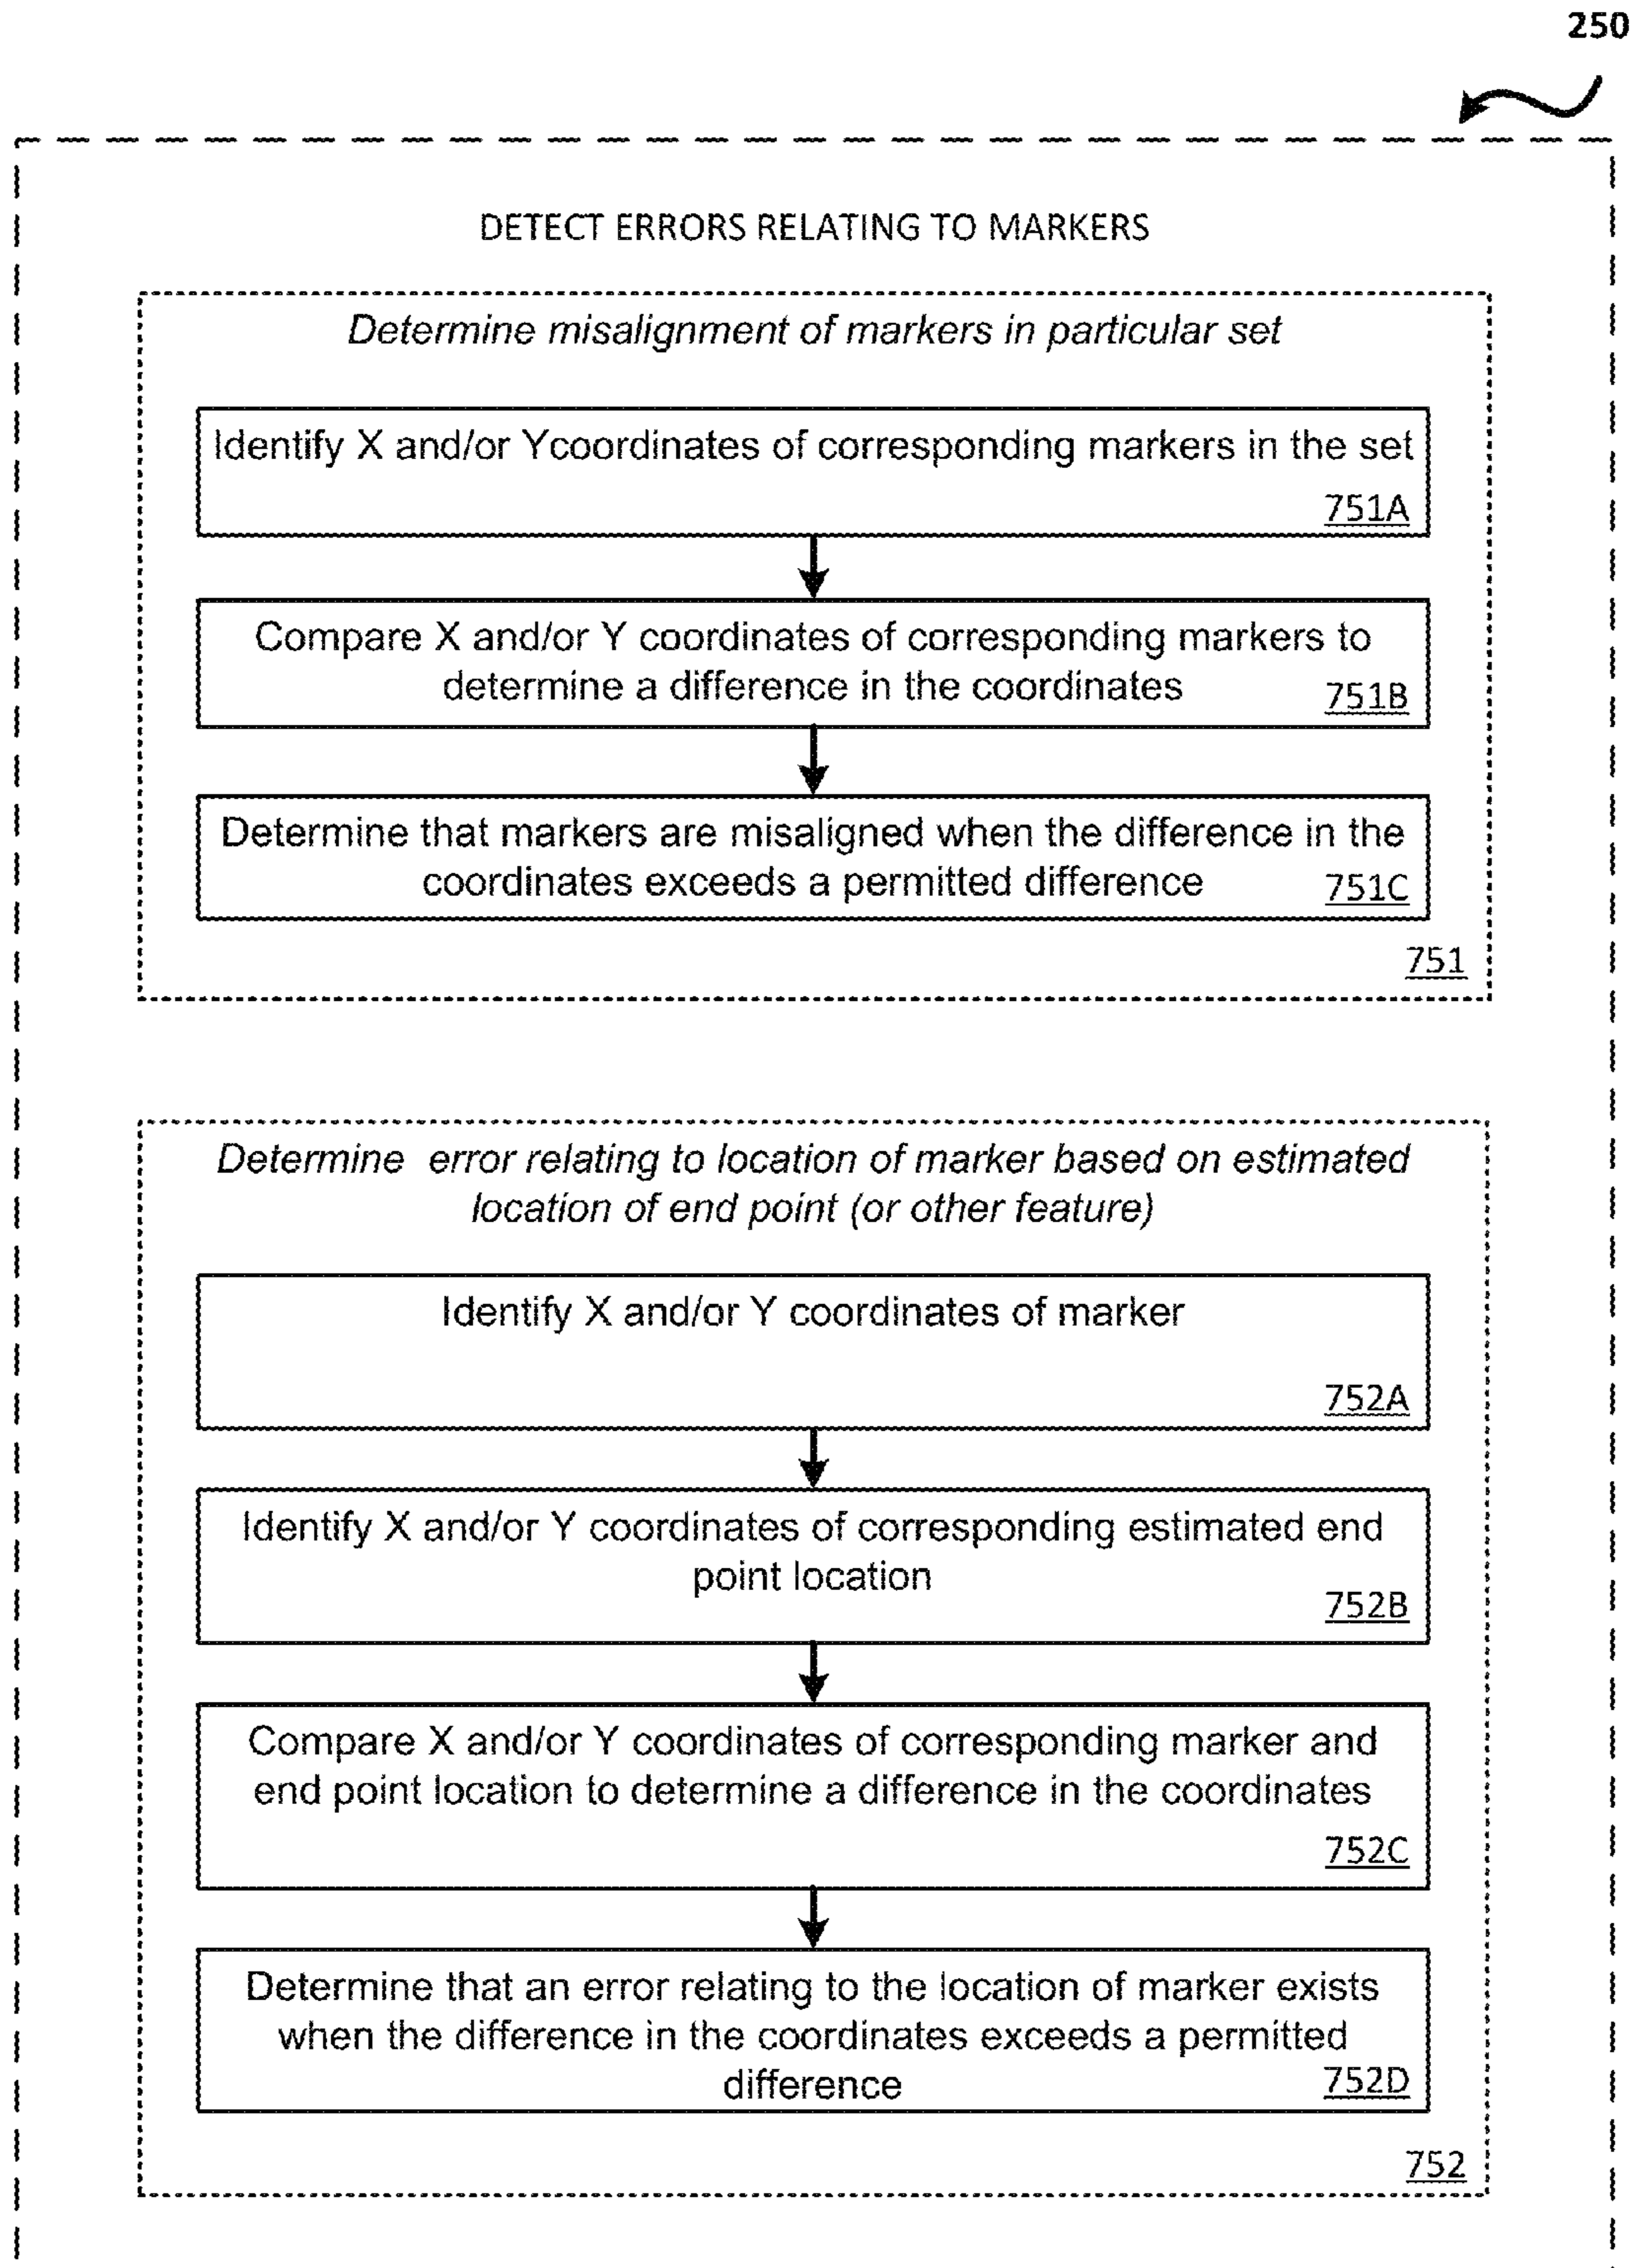 250
DETECT ERRORS RELATING TO MARKERS
Determine misalignment of markers in particular set
Identify X and/or Ycoordinates of corresponding markers in the set
751A
Compare X and/or Y coordinates of corresponding markers to
determine a difference in the coordinates
751B
Determine that markers are misaligned when the difference in the
coordinates exceeds a permitted difference
751C
751
Determine error relating to location of marker based on estimated
location of end point (or other feature)
Identify X and/or Y coordinates of marker
752A
Identify X and/or Y coordinates of corresponding estimated end
point location
752B
Compare X and/or Y coordinates of corresponding marker and
end point location to determine a difference in the coordinates
752C
Determine that an error relating to the location of marker exists
when the difference in the coordinates exceeds a permitted
difference
752D
752